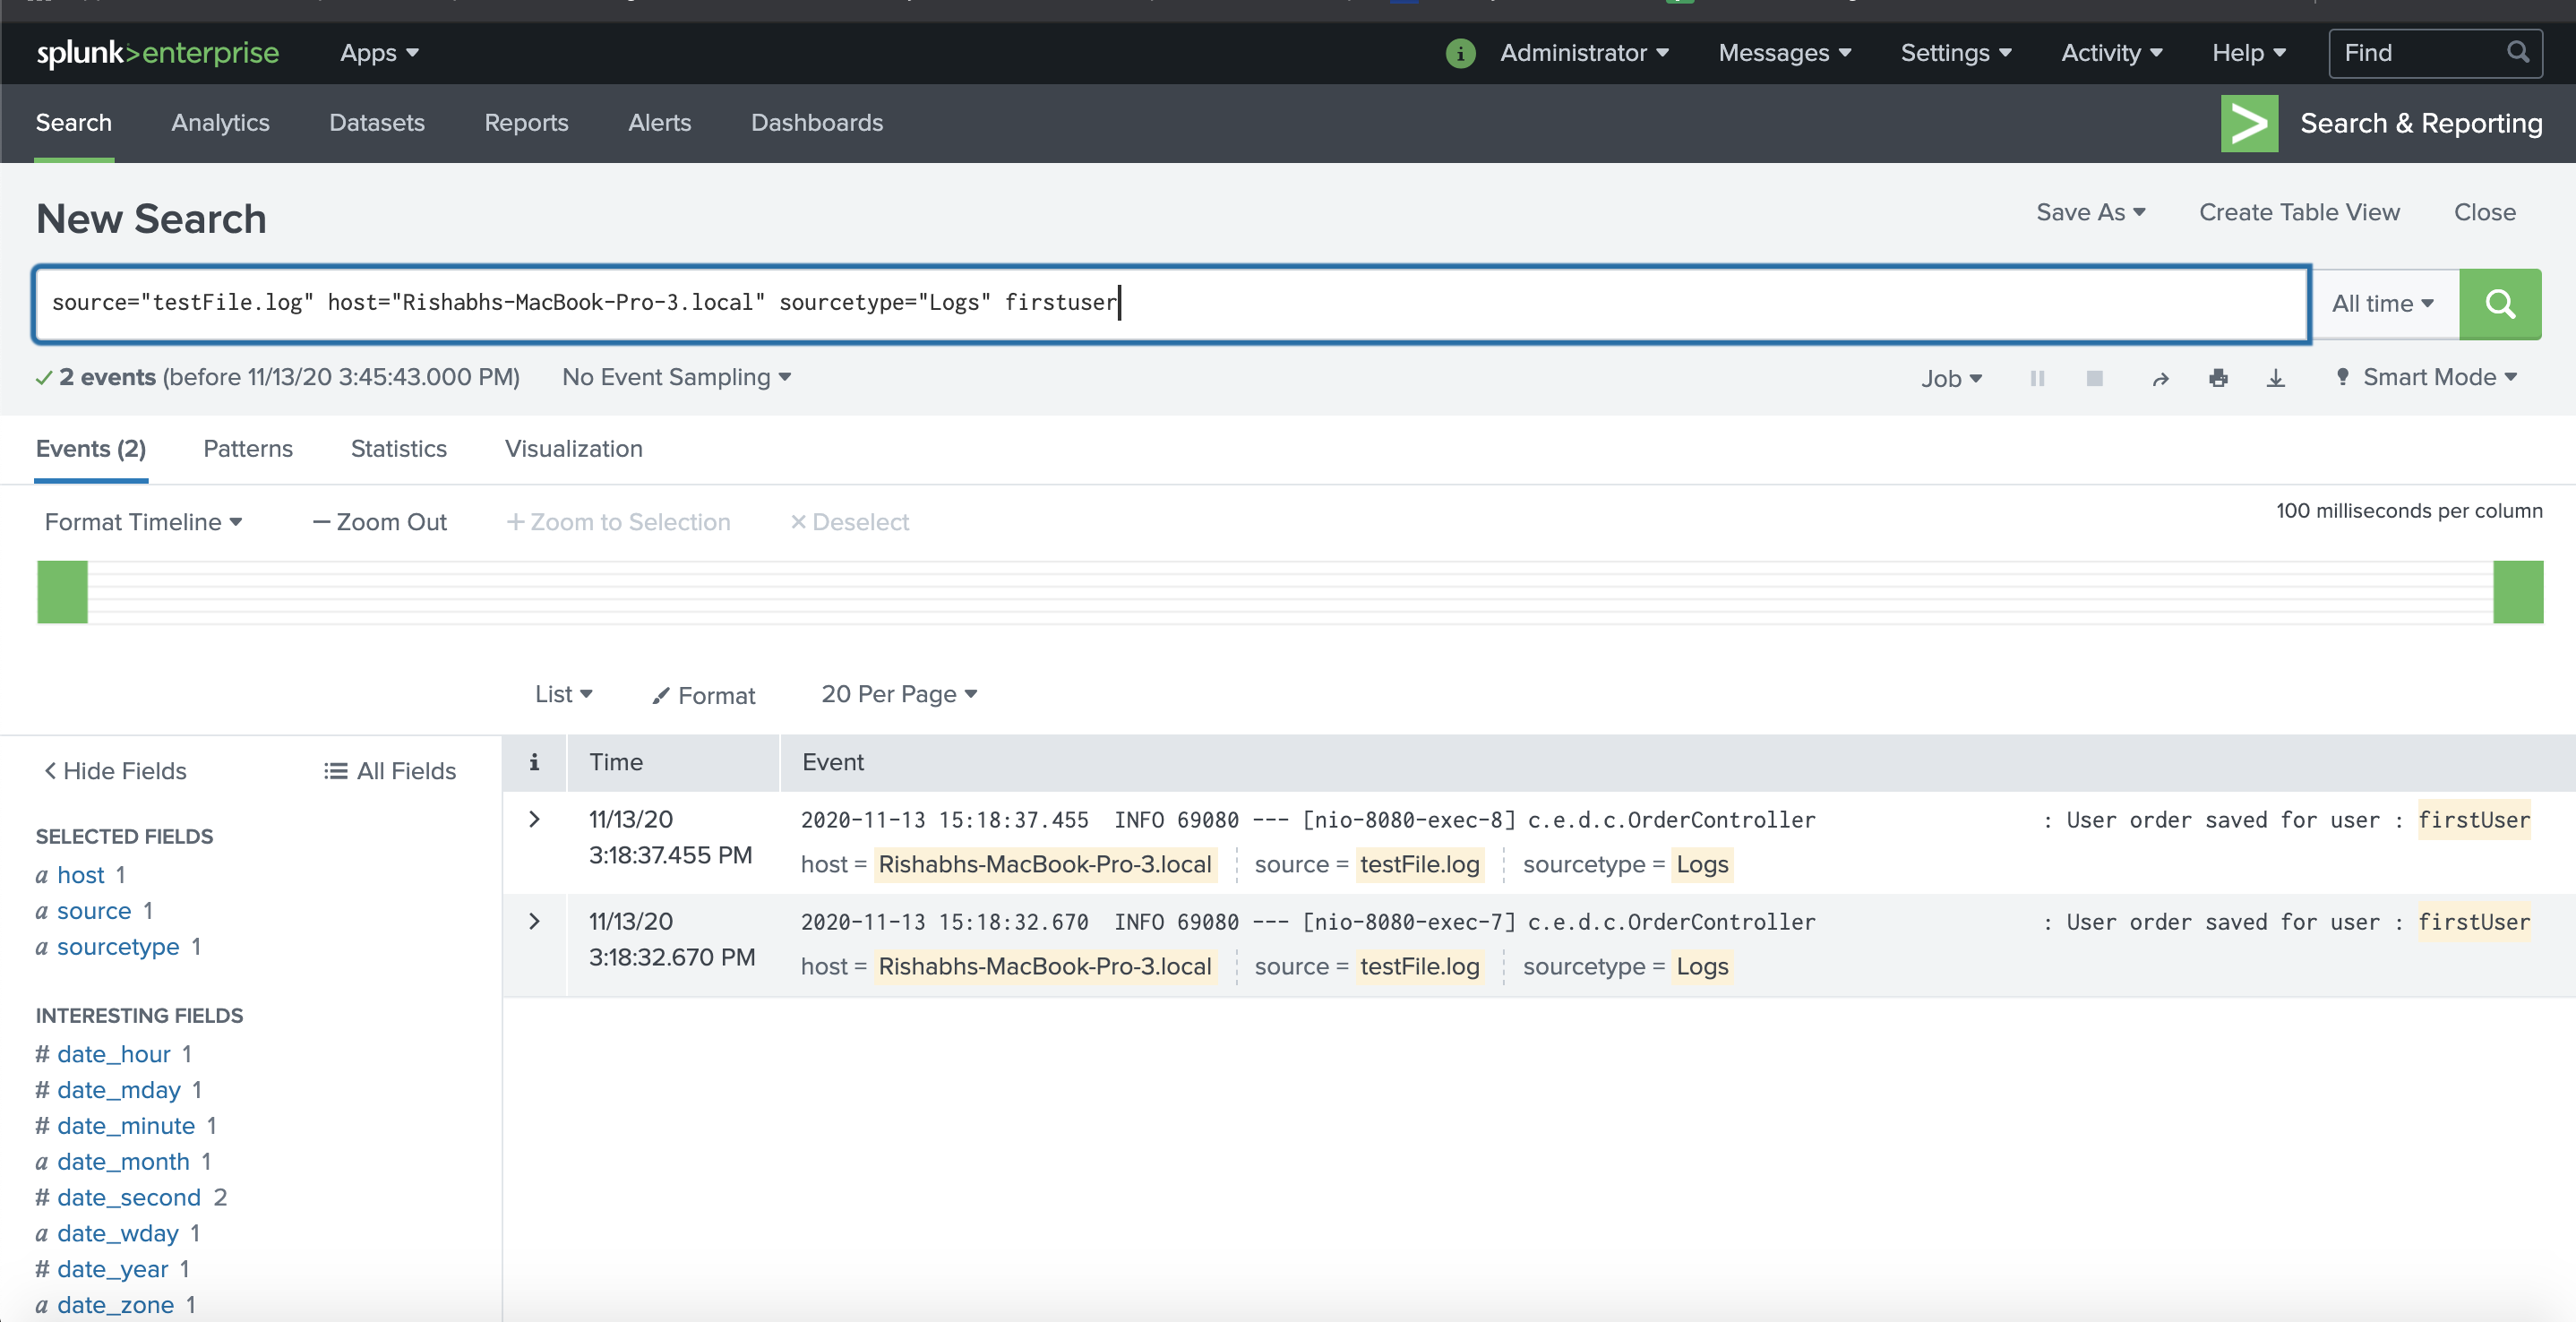 splunk>enterprise Apps Administrator Messages Settings Activity Help Find
Search Analytics Datasets Reports Alerts Dashboards Search & Reporting
New Search Save As Create Table View Close
source="testFile.log" host="Rishabhs-MacBook-Pro-3.local" sourcetype="Logs" firstuser All time
2 events (before 11/13/20 3:45:43.000 PM) No Event Sampling Job Smart Mode
Events (2) Patterns Statistics Visualization
Format Timeline — Zoom Out + Zoom to Selection × Deselect 100 milliseconds per column
List Format 20 Per Page
< Hide Fields All Fields
i Time Event
SELECTED FIELDS
a host 1
a source 1
a sourcetype 1
INTERESTING FIELDS
# date_hour 1
# date_mday 1
# date_minute 1
a date_month 1
# date_second 2
a date_wday 1
# date_year 1
a date_zone 1
> 11/13/20 2020-11-13 15:18:37.455 INFO 69080 --- [nio-8080-exec-8] c.e.d.c.OrderController : User order saved for user : firstUser
3:18:37.455 PM host = Rishabhs-MacBook-Pro-3.local source = testFile.log sourcetype = Logs
> 11/13/20 2020-11-13 15:18:32.670 INFO 69080 --- [nio-8080-exec-7] c.e.d.c.OrderController : User order saved for user : firstUser
3:18:32.670 PM host = Rishabhs-MacBook-Pro-3.local source = testFile.log sourcetype = Logs